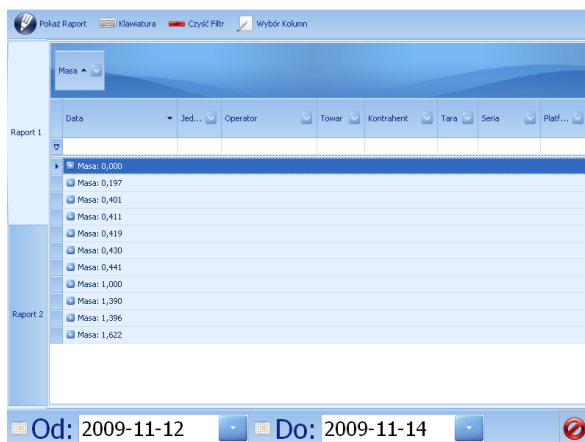 Pokaż Raport Klawiatura Czyść Filtr Wybór Kolumn
Masa
Data Jed... Operator Towar Kontrahent Tara Seria Platf...
Raport 1
Masa: 0,000
Masa: 0,197
Masa: 0,401
Masa: 0,411
Masa: 0,419
Masa: 0,430
Masa: 0,441
Masa: 1,000
Masa: 1,390
Masa: 1,396
Masa: 1,622
Raport 2
Od: 2009-11-12 Do: 2009-11-14